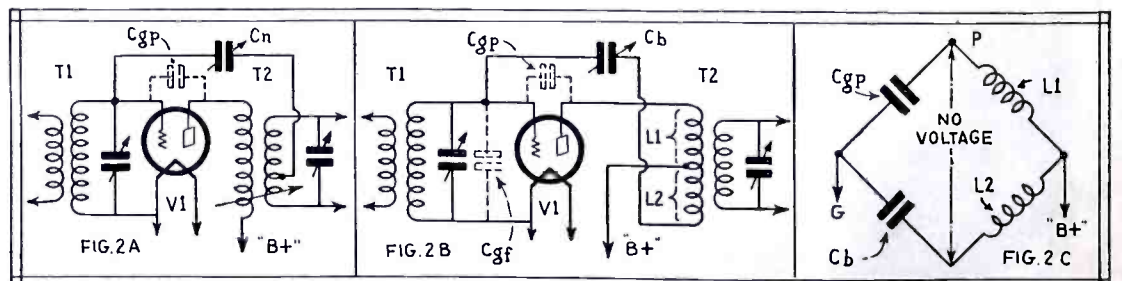 Cgp
Cn
T1
T2
V1
"B+"
FIG.2A
Cgp
Cb
T1
T2
L1
L2
V1
"B+"
FIG.2B
Cgf
P
Cgp
L1
NO
VOLTAGE
L2
G
"B+"
Cb
FIG.2C